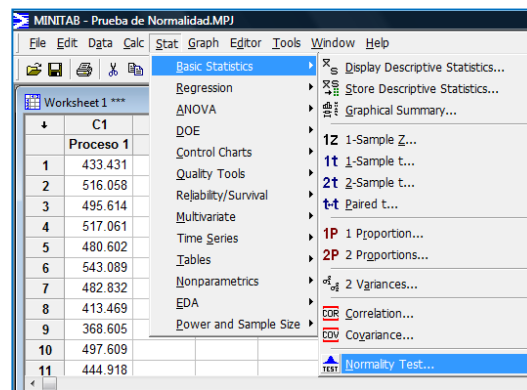 MINITAB - Prueba de Normalidad.MPJ
File Edit Data Calc Stat Graph Editor Tools Window Help
Worksheet 1 ***
C1
Proceso 1
1 433.431
2 516.058
3 495.614
4 517.061
5 480.602
6 543.089
7 482.832
8 413.469
9 368.605
10 497.609
11 444.918
Basic Statistics
Regression
ANOVA
DOE
Control Charts
Quality Tools
Reliability/Survival
Multivariate
Time Series
Tables
Nonparametrics
EDA
Power and Sample Size
Display Descriptive Statistics...
Store Descriptive Statistics...
Graphical Summary...
1Z 1-Sample Z...
1t 1-Sample t...
2t 2-Sample t...
t-t Paired t...
1P 1 Proportion...
2P 2 Proportions...
2 Variances...
COR Correlation...
COV Covariance...
TEST Normality Test...